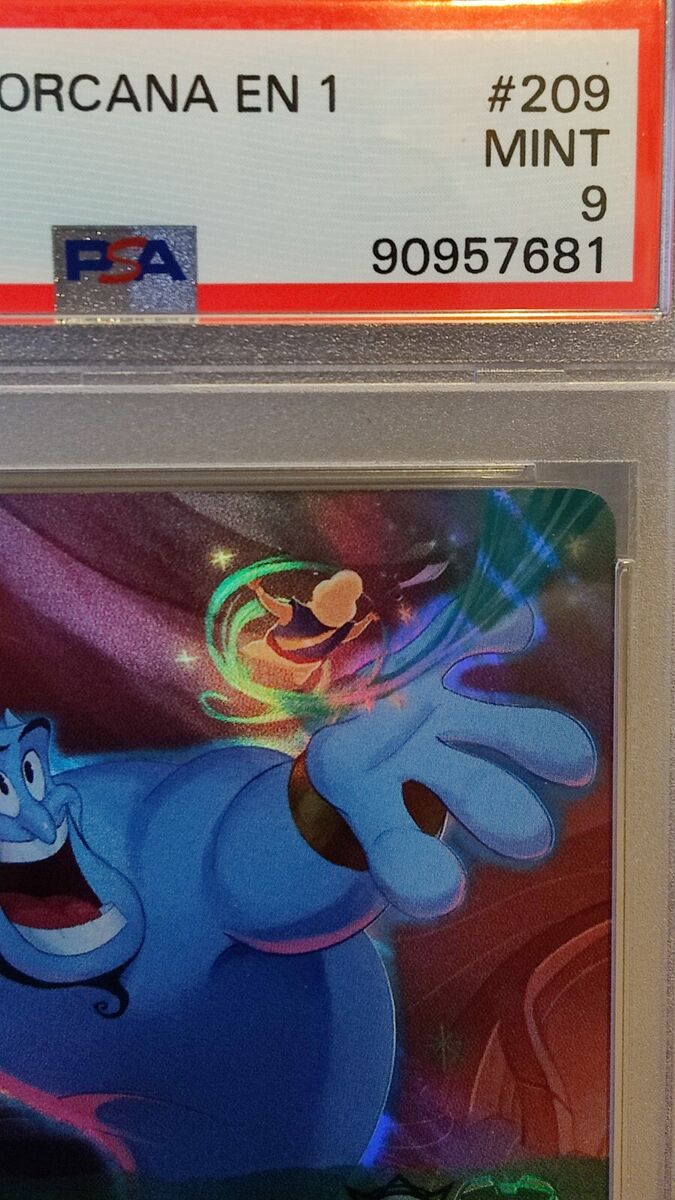 ORCANA EN 1 #209
MINT
9
PSA 90957681